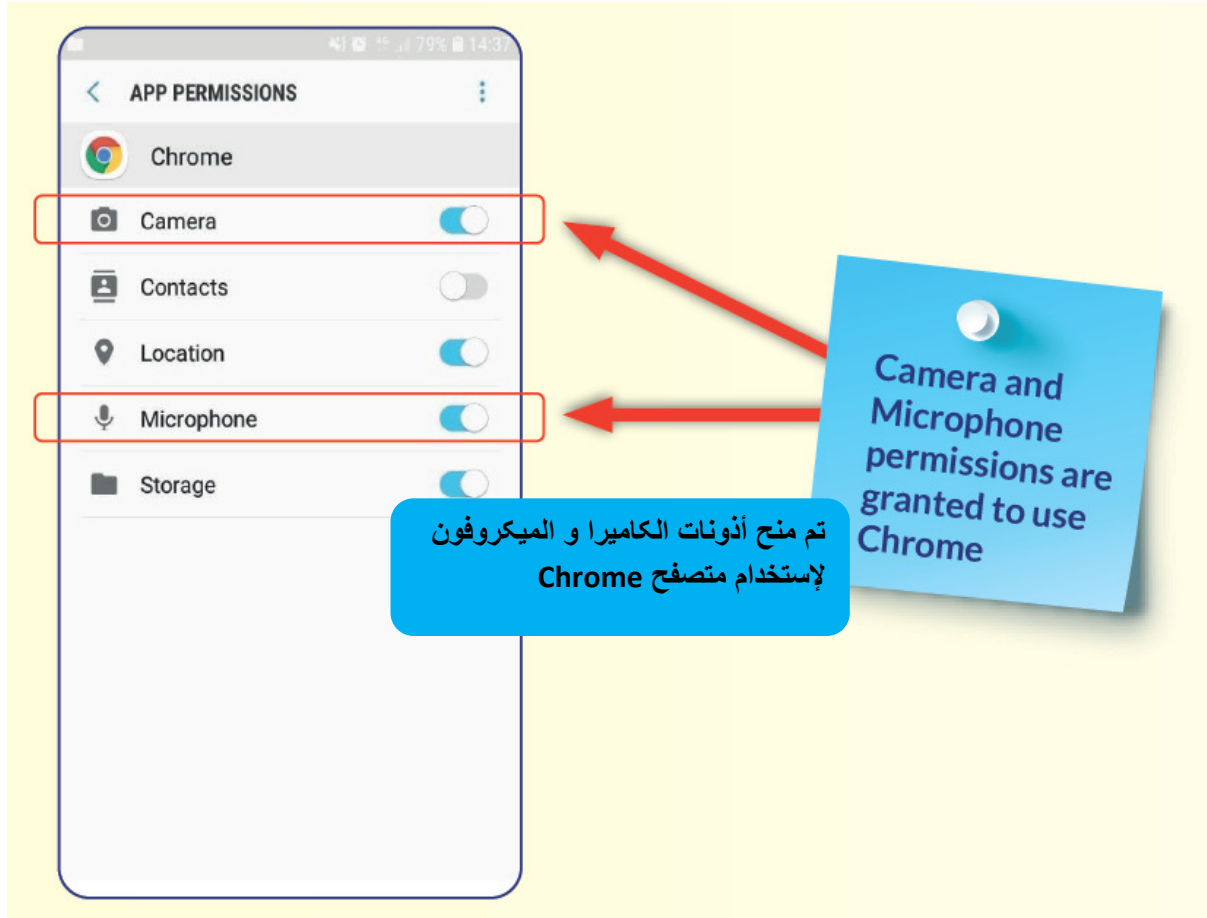 79% 14:37
APP PERMISSIONS
Chrome
Camera
Contacts
Location
Microphone
Storage
Camera and
Microphone
permissions are
granted to use
Chrome
تم منح أذونات الكاميرا و الميكروفون
لإستخدام متصفح Chrome